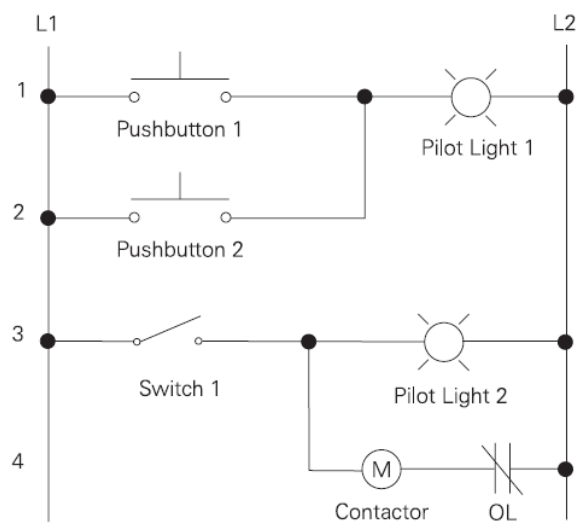 L1
L2
1
Pushbutton 1
Pilot Light 1
2
Pushbutton 2
3
Switch 1
Pilot Light 2
4
M
Contactor
OL